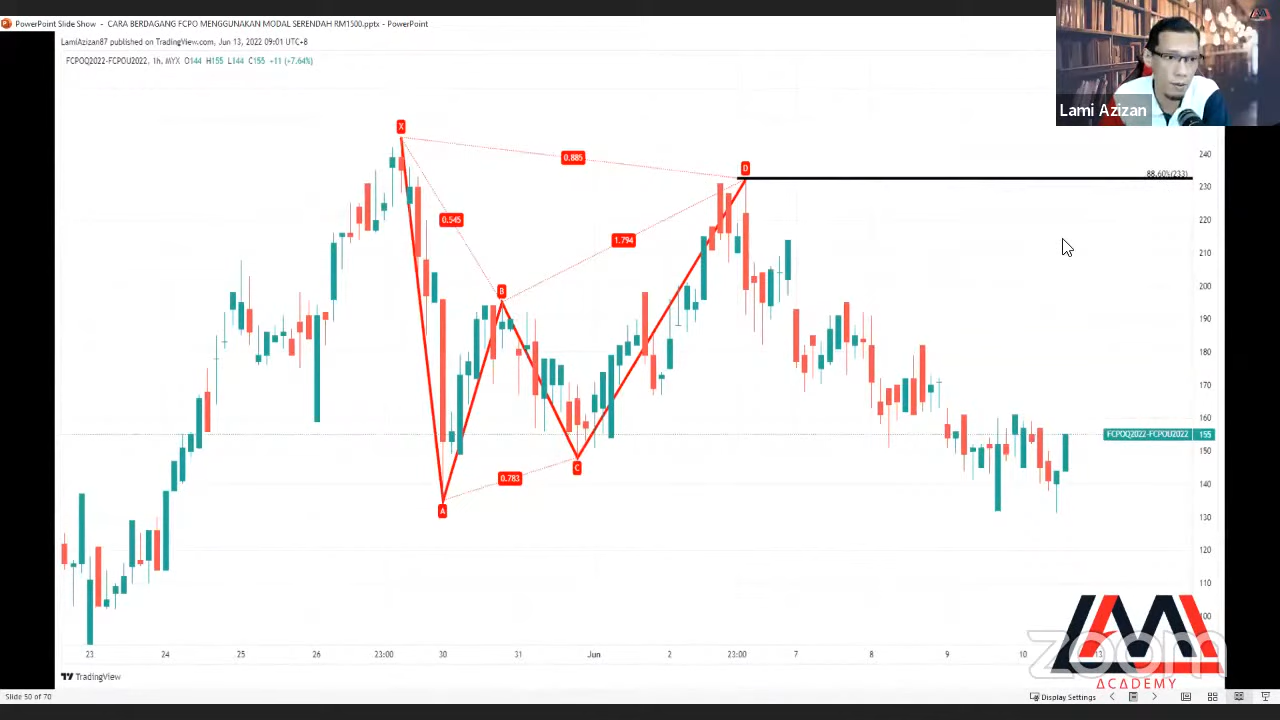 PowerPoint Slide Show - CARA BERDAGANG FCPO MENGGUNAKAN MODAL SERENDAH RM1500.pptx - PowerPoint
LamiAzizan87 published on TradingView.com, Jun 13, 2022 09:01 UTC+8
FCPOQ2022-FCPOU2022, 1h, MYX O144 H155 L144 C155 +11 (+7.64%)
Lami Azizan
X
0.885
D
88.60%(233)
0.545
1.794
B
C
0.783
A
240
230
220
210
200
190
180
170
160
FCPOQ2022-FCPOU2022 155
150
140
130
120
110
100
23 24 25 26 23:00 30 31 Jun 2 23:00 7 8 9 10 13
zoom
ACADEMY
TradingView
Slide 50 of 70
Display Settings